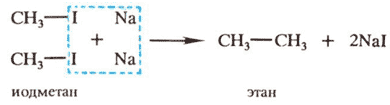 CH₃—I Na
+ ⟶ CH₃—CH₃ + 2NaI
CH₃—I Na
иодметан этан